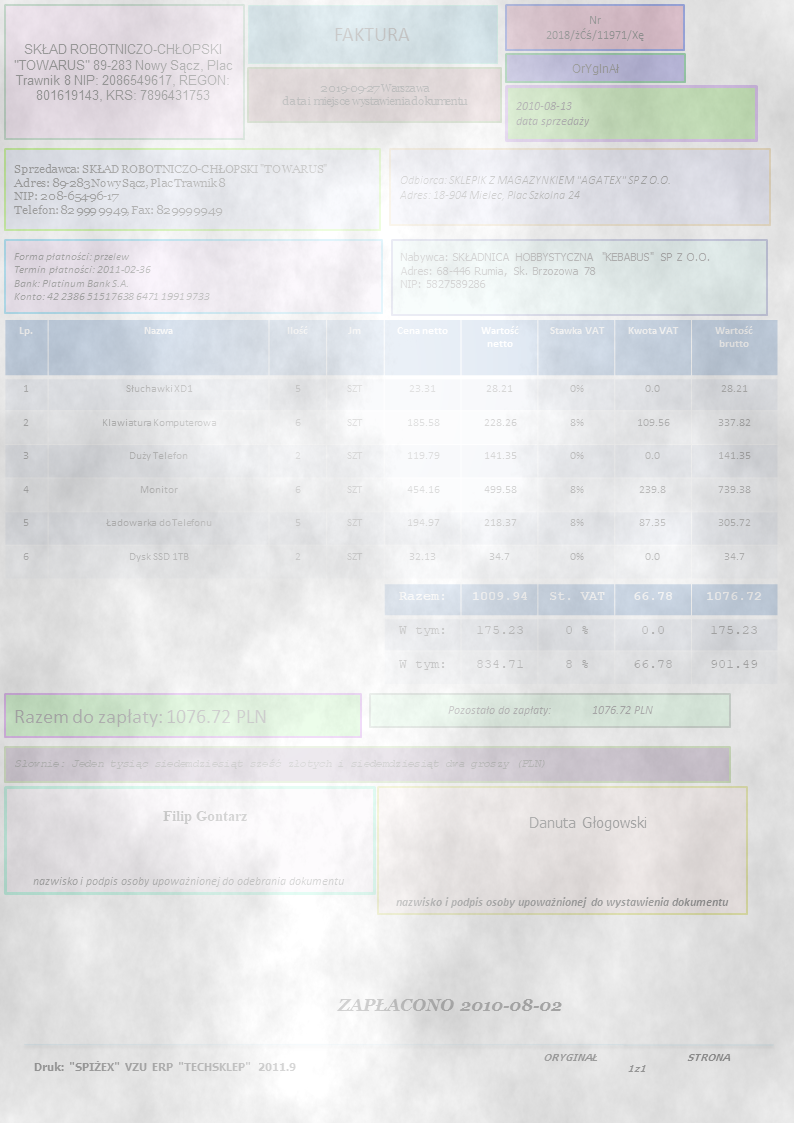 SKŁAD ROBOTNICZO-CHŁOPSKI
"TOWARUS" 89-283 Nowy Sącz, Plac
Trawnik 8 NIP: 2086549617, REGON:
801619143, KRS: 7896431753
FAKTURA
2019-09-27 Warszawa
data i miejsce wystawienia dokumentu
Nr
2018/żĆś/11971/Xę
OrYgInAł
2010-08-13
data sprzedaży
Sprzedawca: SKŁAD ROBOTNICZO-CHŁOPSKI "TOWARUS"
Adres: 89-283 Nowy Sącz, Plac Trawnik 8
NIP: 208-654-96-17
Telefon: 82 999 99 49, Fax: 82 999 99 49
Odbiorca: SKLEPIK Z MAGAZYNKIEM "AGATEX" SP Z O.O.
Adres: 18-904 Mielec, Plac Szkolna 24
Forma płatności: przelew
Termin płatności: 2011-02-36
Bank: Platinum Bank S.A.
Konto: 42 2386 5151 7638 6471 1991 9733
Nabywca: SKŁADNICA HOBBYSTYCZNA "KEBABUS" SP Z O.O.
Adres: 68-446 Rumia, Sk. Brzozowa 78
NIP: 5827589286
Lp. Nazwa Ilość Jm Cena netto Wartość netto Stawka VAT Kwota VAT Wartość brutto
1 Słuchawki XD1 5 SZT 23.31 28.21 0% 0.0 28.21
2 Klawiatura Komputerowa 6 SZT 185.58 228.26 8% 109.56 337.82
3 Duży Telefon 2 SZT 119.79 141.35 0% 0.0 141.35
4 Monitor 6 SZT 454.16 499.58 8% 239.8 739.38
5 Ładowarka do Telefonu 5 SZT 194.97 218.37 8% 87.35 305.72
6 Dysk SSD 1TB 2 SZT 32.13 34.7 0% 0.0 34.7
Razem: 1009.94 St. VAT 66.78 1076.72
W tym: 175.23 0 % 0.0 175.23
W tym: 834.71 8 % 66.78 901.49
Razem do zapłaty: 1076.72 PLN
Pozostało do zapłaty: 1076.72 PLN
Słownie: Jeden tysiąc siedemdziesiąt sześć złotych i siedemdziesiąt dwa groszy (PLN)
Filip Gontarz
nazwisko i podpis osoby upoważnionej do odebrania dokumentu
Danuta Głogowski
nazwisko i podpis osoby upoważnionej do wystawienia dokumentu
ZAPŁACONO 2010-08-02
Druk: "SPIŻEX" VZU ERP "TECHSKLEP" 2011.9
ORYGINAŁ STRONA
1z1